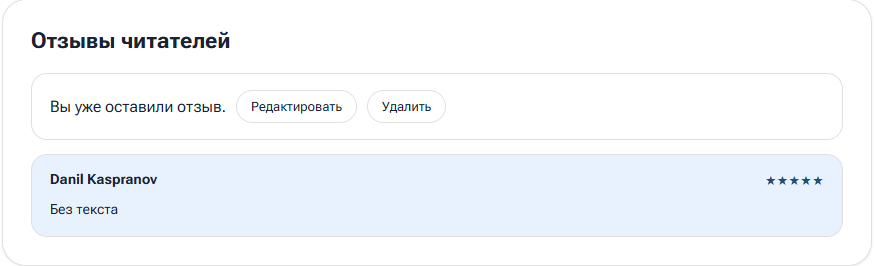 Отзывы читателей
Вы уже оставили отзыв. Редактировать Удалить
Danil Kaspranov ★★★★★
Без текста